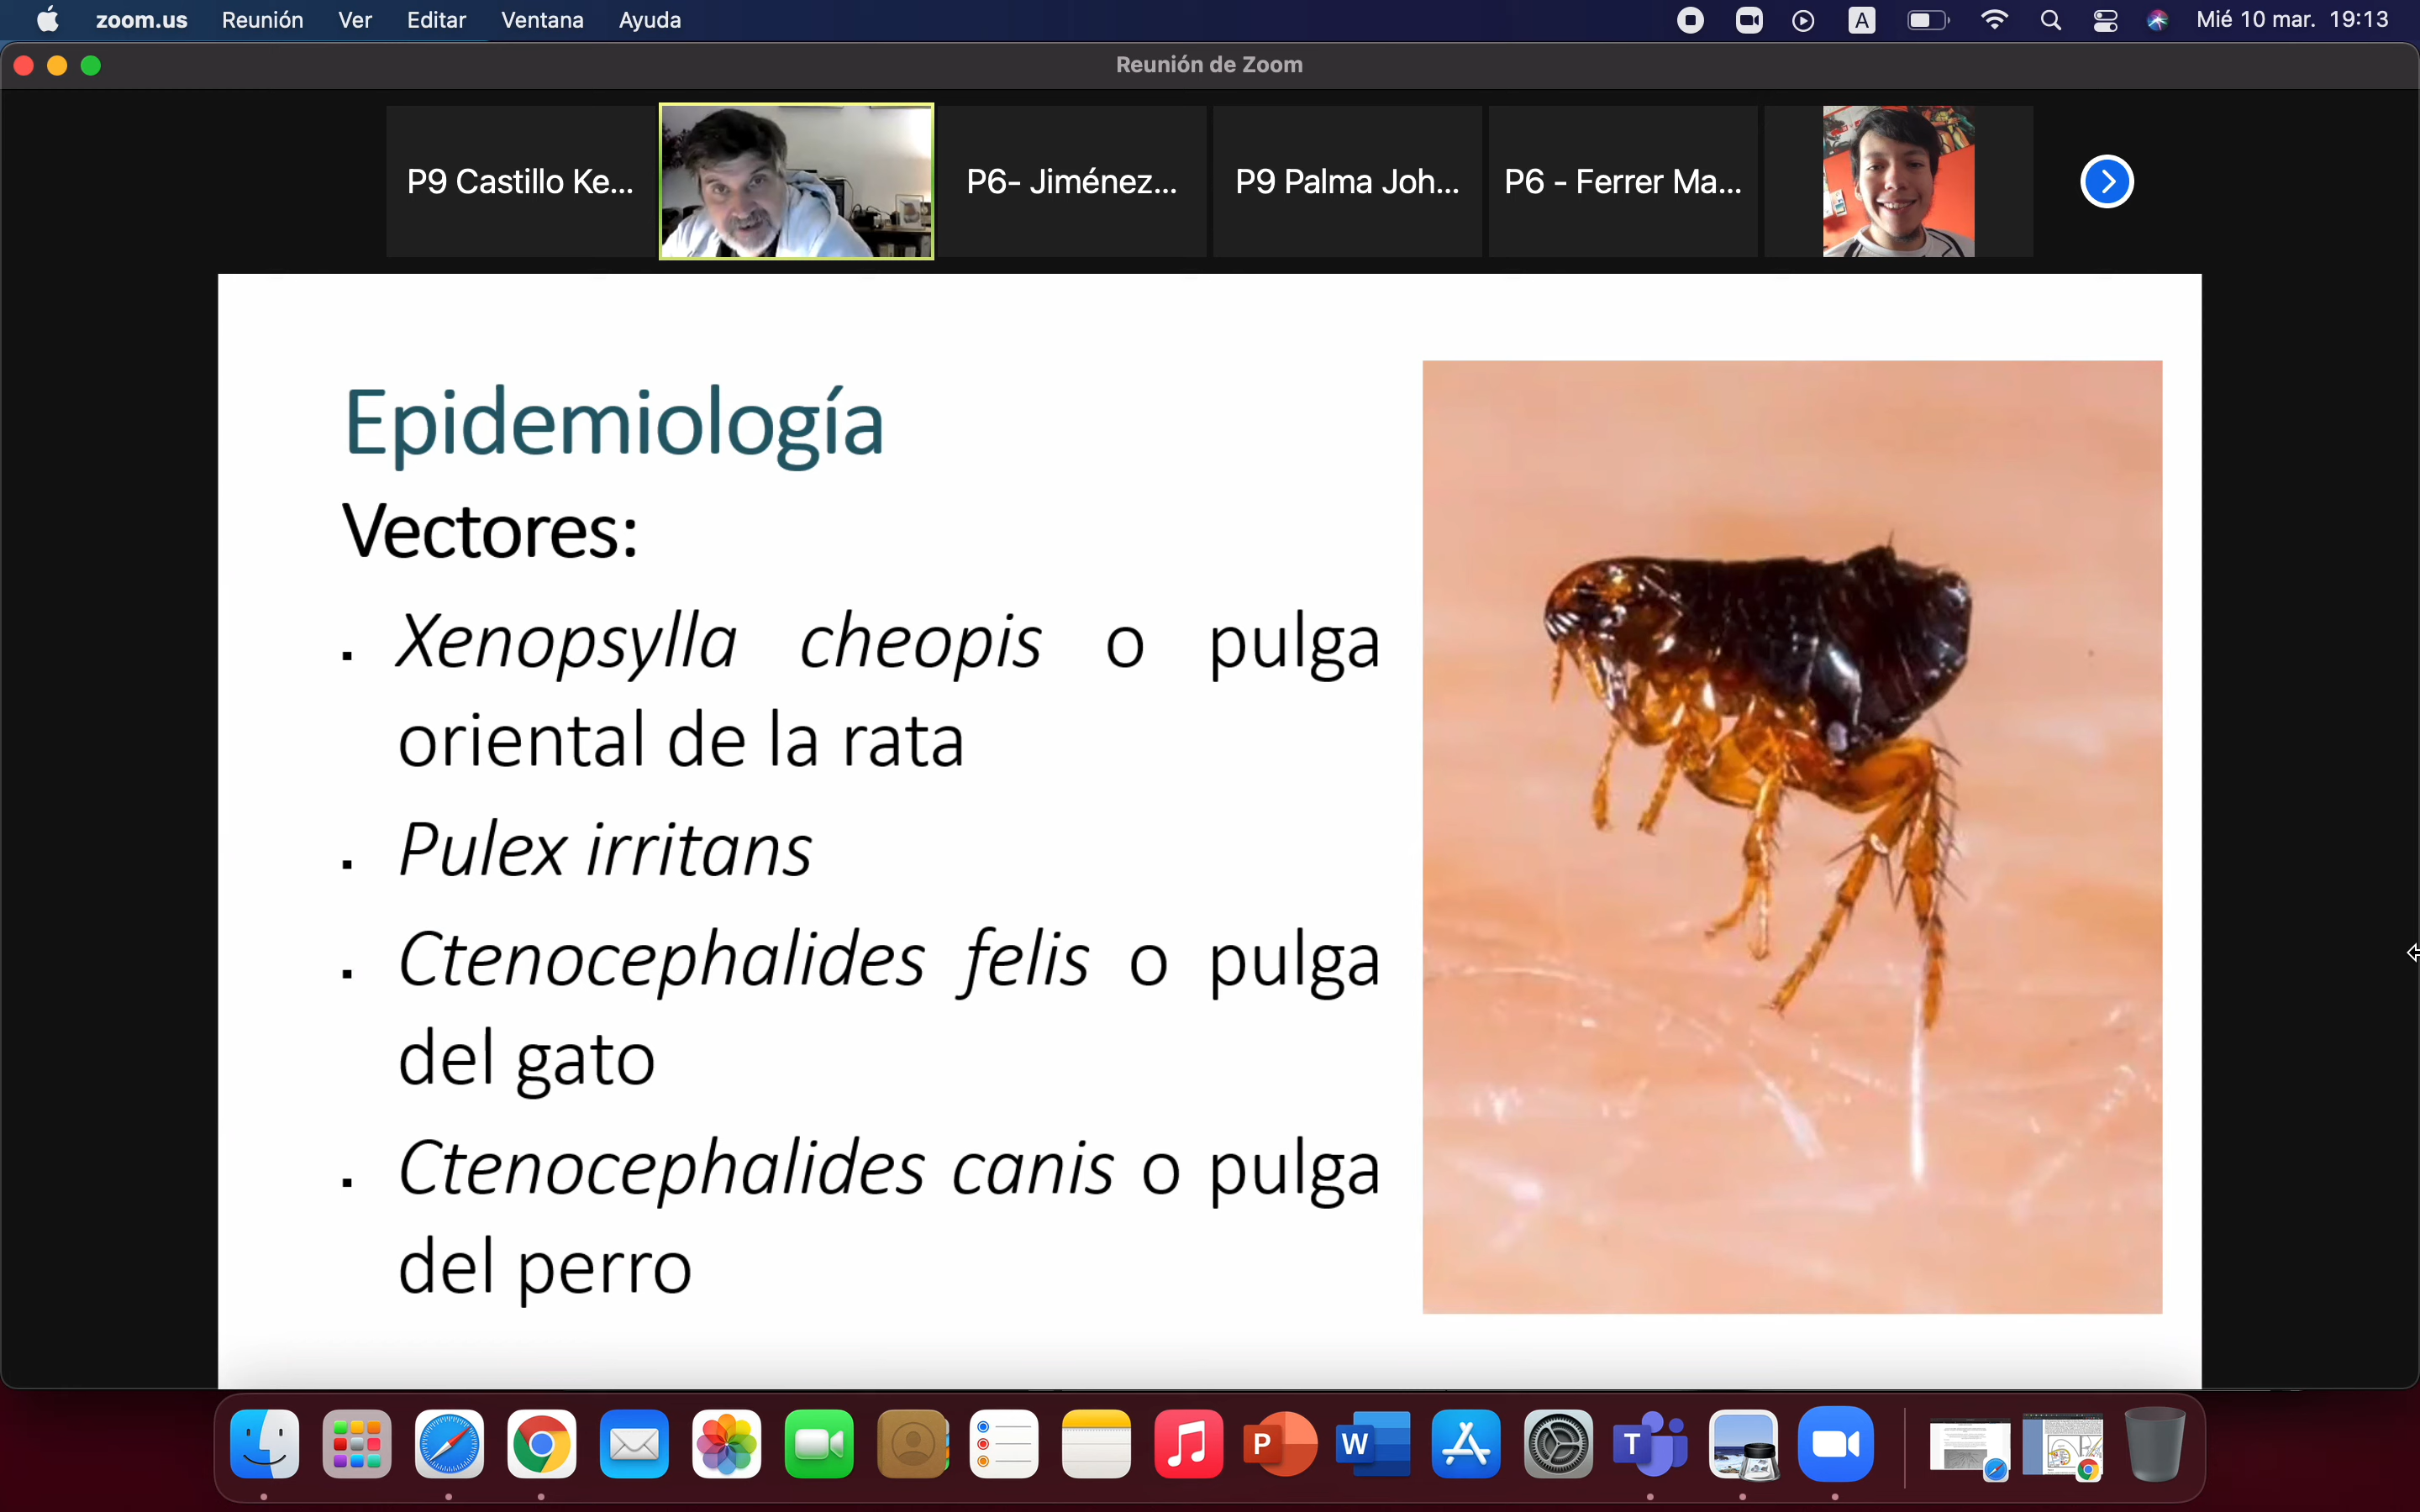 zoom.us Reunión Ver Editar Ventana Ayuda A Mié 10 mar. 19:13
Reunión de Zoom
P9 Castillo Ke... P6- Jiménez... P9 Palma Joh... P6 - Ferrer Ma...
Epidemiología
Vectores:
▪ Xenopsylla cheopis o pulga
oriental de la rata
▪ Pulex irritans
▪ Ctenocephalides felis o pulga
del gato
▪ Ctenocephalides canis o pulga
del perro
P W T